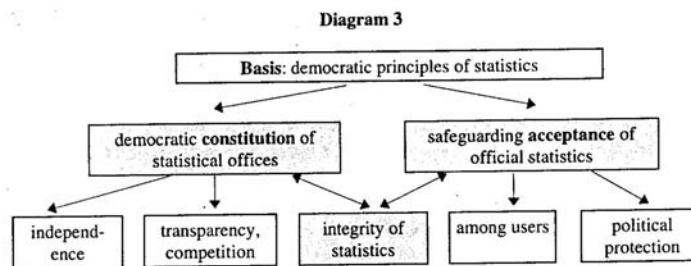 Diagram 3
Basis: democratic principles of statistics
democratic constitution of
statistical offices
safeguarding acceptance of
official statistics
independ-
ence
transparency,
competition
integrity of
statistics
among users
political
protection